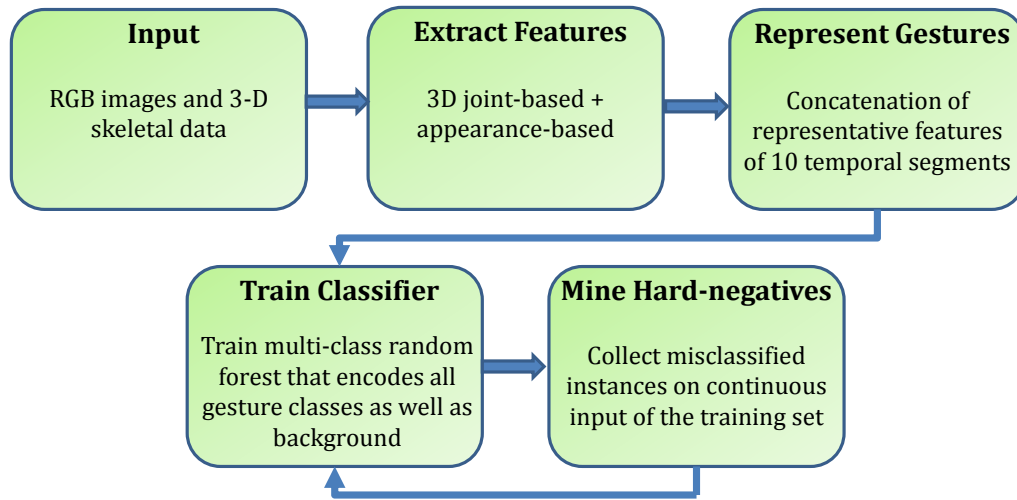 Input
RGB images and 3-D
skeletal data
Extract Features
3D joint-based +
appearance-based
Represent Gestures
Concatenation of
representative features
of 10 temporal segments
Train Classifier
Train multi-class random
forest that encodes all
gesture classes as well as
background
Mine Hard-negatives
Collect misclassified
instances on continuous
input of the training set